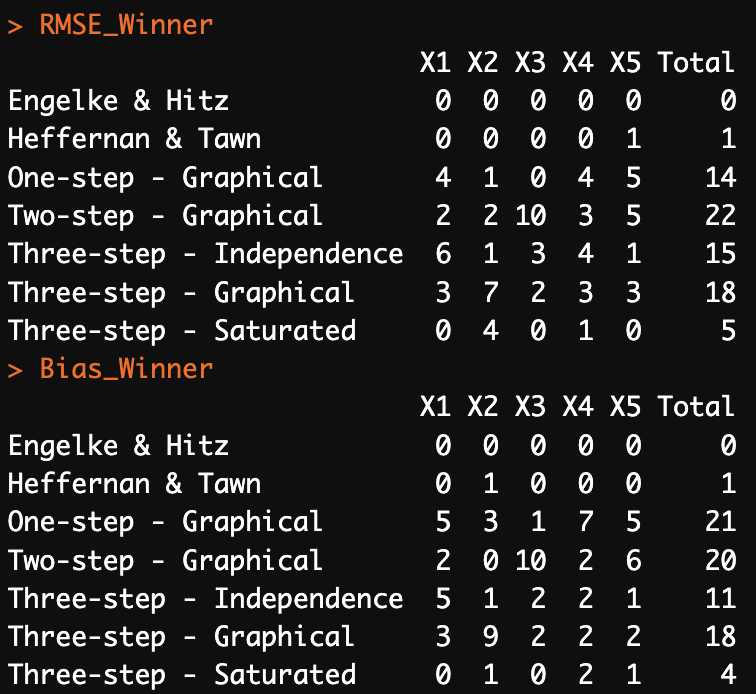 > RMSE_Winner
X1 X2 X3 X4 X5 Total
Engelke & Hitz 0 0 0 0 0 0
Heffernan & Tawn 0 0 0 0 1 1
One-step - Graphical 4 1 0 4 5 14
Two-step - Graphical 2 2 10 3 5 22
Three-step - Independence 6 1 3 4 1 15
Three-step - Graphical 3 7 2 3 3 18
Three-step - Saturated 0 4 0 1 0 5
> Bias_Winner
X1 X2 X3 X4 X5 Total
Engelke & Hitz 0 0 0 0 0 0
Heffernan & Tawn 0 1 0 0 0 1
One-step - Graphical 5 3 1 7 5 21
Two-step - Graphical 2 0 10 2 6 20
Three-step - Independence 5 1 2 2 1 11
Three-step - Graphical 3 9 2 2 2 18
Three-step - Saturated 0 1 0 2 1 4